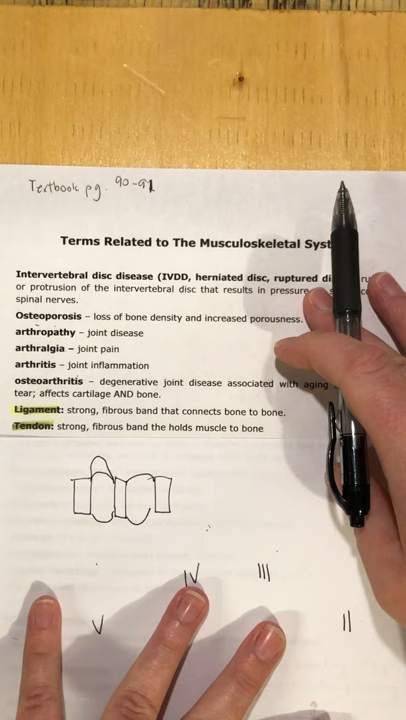 Textbook pg. 90-91
Terms Related to The Musculoskeletal Syst
Intervertebral disc disease (IVDD, herniated disc, ruptured di
or protrusion of the intervertebral disc that results in pressure
spinal nerves.
Osteoporosis – loss of bone density and increased porousness.
arthropathy – joint disease
arthralgia – joint pain
arthritis – joint inflammation
osteoarthritis – degenerative joint disease associated with aging
tear; affects cartilage AND bone.
Ligament: strong, fibrous band that connects bone to bone.
Tendon: strong, fibrous band the holds muscle to bone
IV III
V II